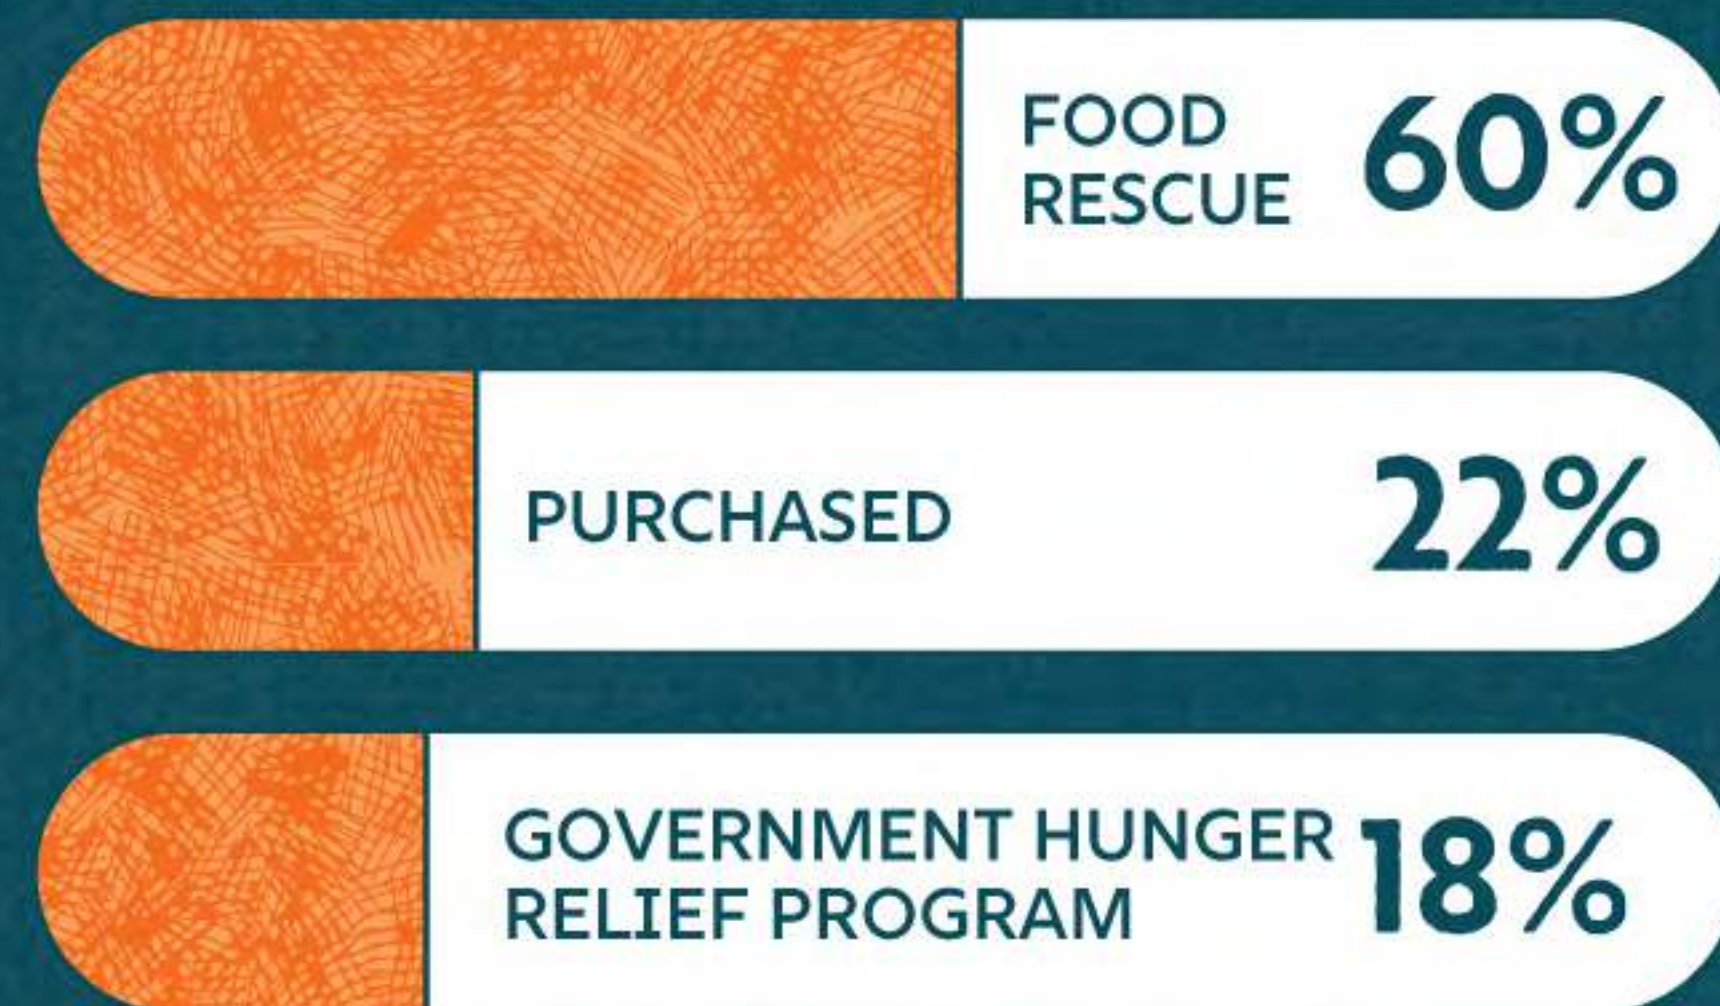 FOOD
RESCUE 60%
PURCHASED 22%
GOVERNMENT HUNGER
RELIEF PROGRAM 18%